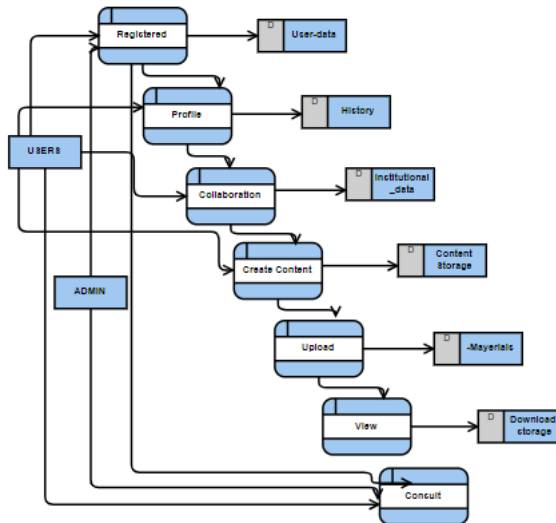 Registered
D
User-data
Profile
D
History
USERS
Collaboration
D
Institutional
_data
Create Content
D
Content
Storage
ADMIN
Upload
D
-Mayerials
View
D
Download
storage
Consult